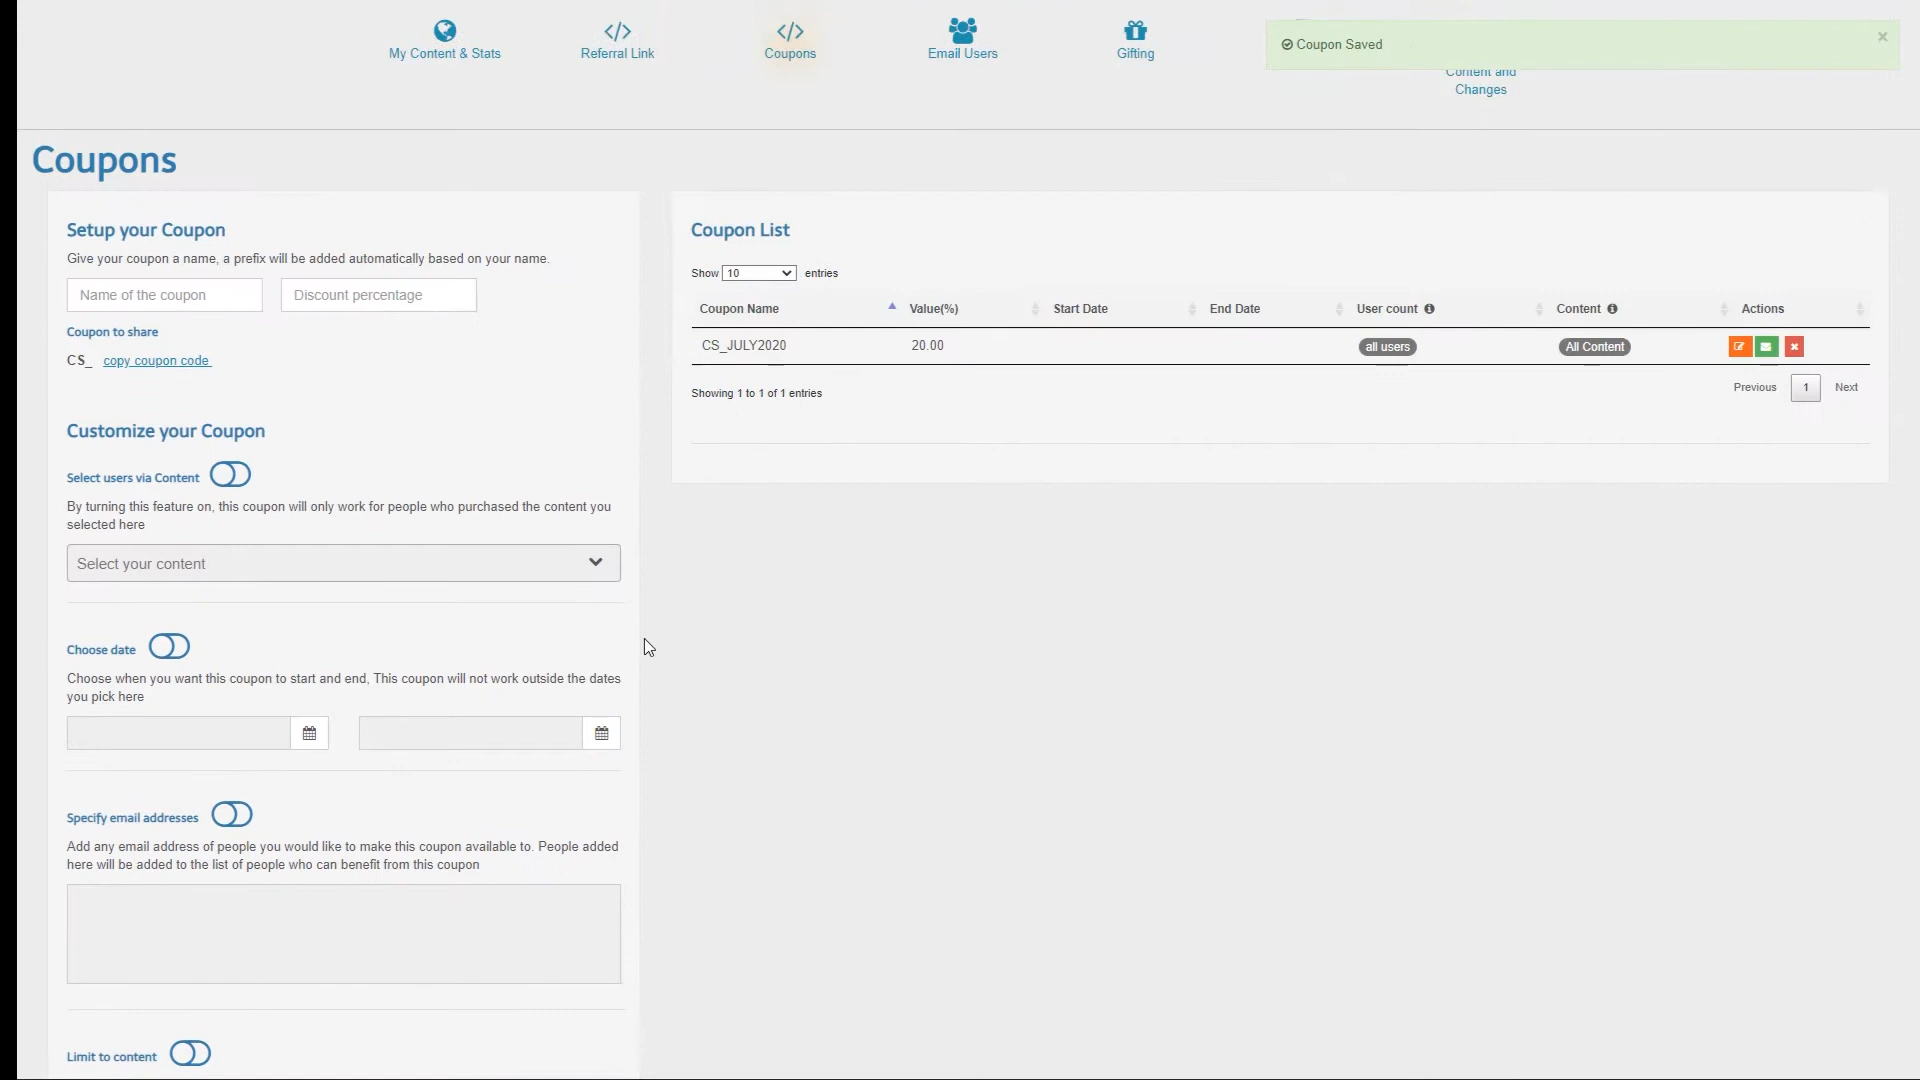 My Content & Stats
Referral Link
Coupons
Email Users
Gifting
Coupon Saved
×
Content and
Changes
Coupons
Setup your Coupon
Give your coupon a name, a prefix will be added automatically based on your name.
Name of the coupon
Discount percentage
Coupon to share
CS_ copy coupon code
Customize your Coupon
Select users via Content
By turning this feature on, this coupon will only work for people who purchased the content you
selected here
Select your content
Choose date
Choose when you want this coupon to start and end, This coupon will not work outside the dates
you pick here
Specify email addresses
Add any email address of people you would like to make this coupon available to. People added
here will be added to the list of people who can benefit from this coupon
Limit to content
Coupon List
Show 10 entries
Coupon Name Value(%) Start Date End Date User count Content Actions
CS_JULY2020 20.00 all users All Content
Showing 1 to 1 of 1 entries
Previous 1 Next